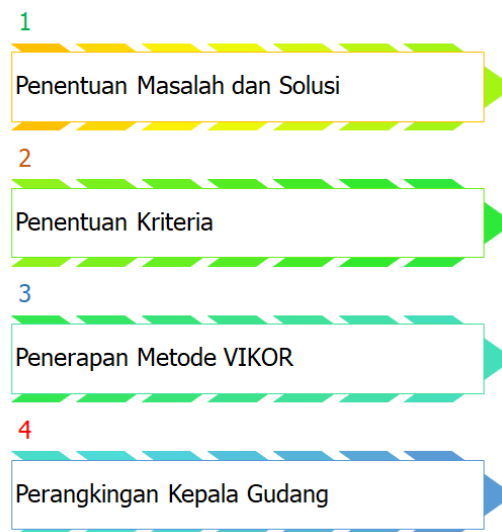 1
Penentuan Masalah dan Solusi
2
Penentuan Kriteria
3
Penerapan Metode VIKOR
4
Perangkingan Kepala Gudang